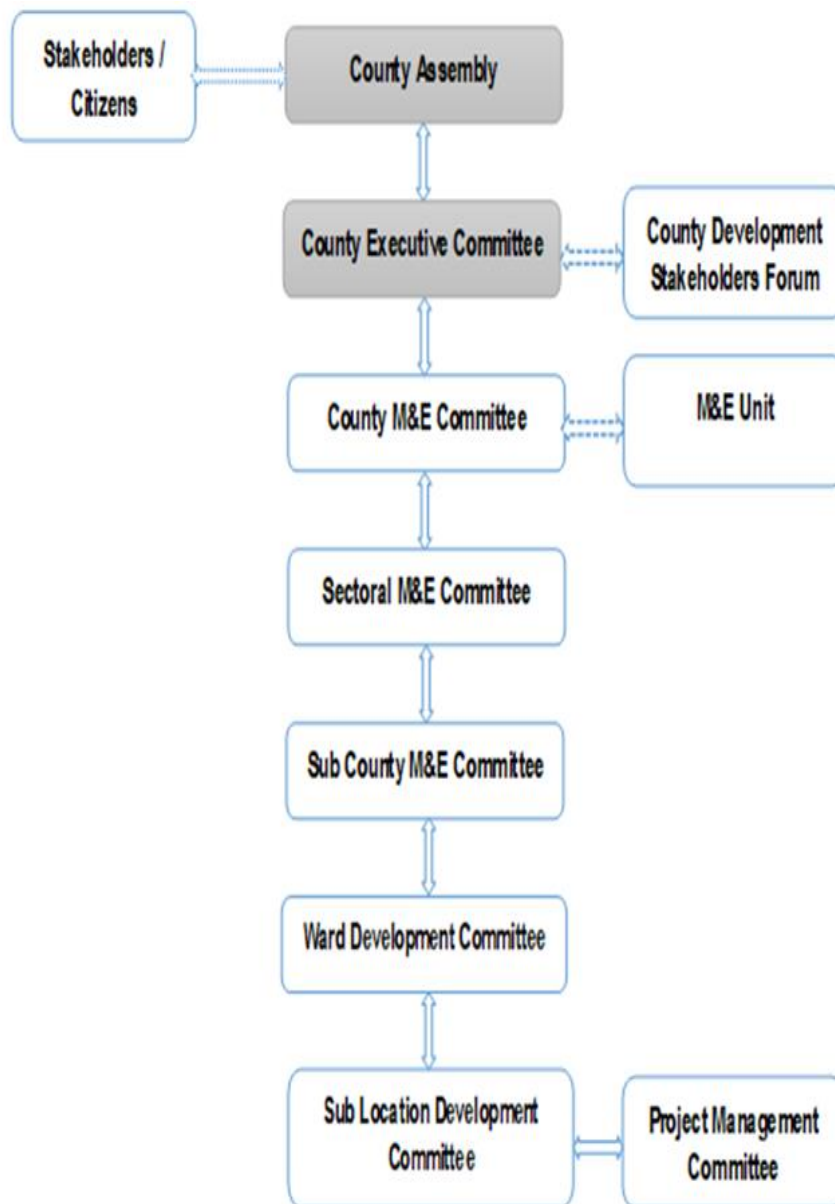 Stakeholders /
Citizens
County Assembly
County Executive Committee
County Development
Stakeholders Forum
County M&E Committee
M&E Unit
Sectoral M&E Committee
Sub County M&E Committee
Ward Development Committee
Sub Location Development
Committee
Project Management
Committee